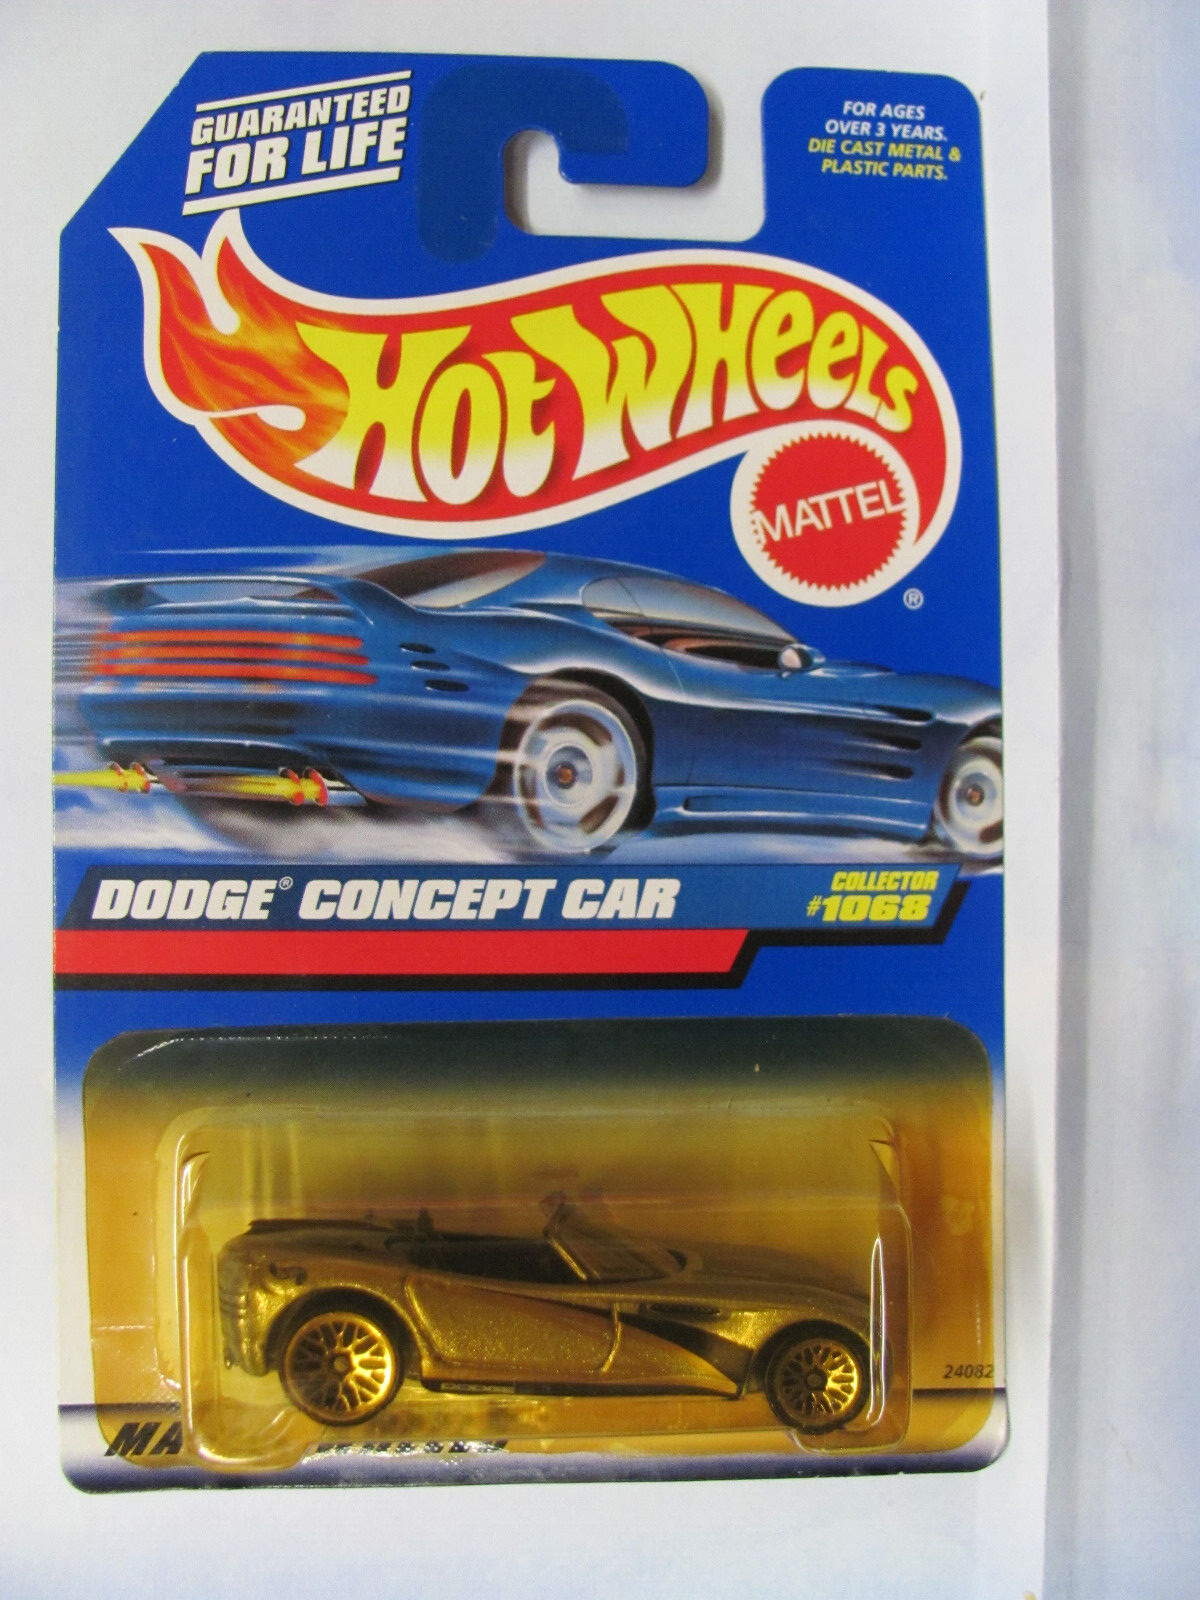 GUARANTEED
FOR LIFE
FOR AGES
OVER 3 YEARS.
DIE CAST METAL &
PLASTIC PARTS.
HOT WHEELS
MATTEL
®
DODGE® CONCEPT CAR
COLLECTOR
#1068
24082